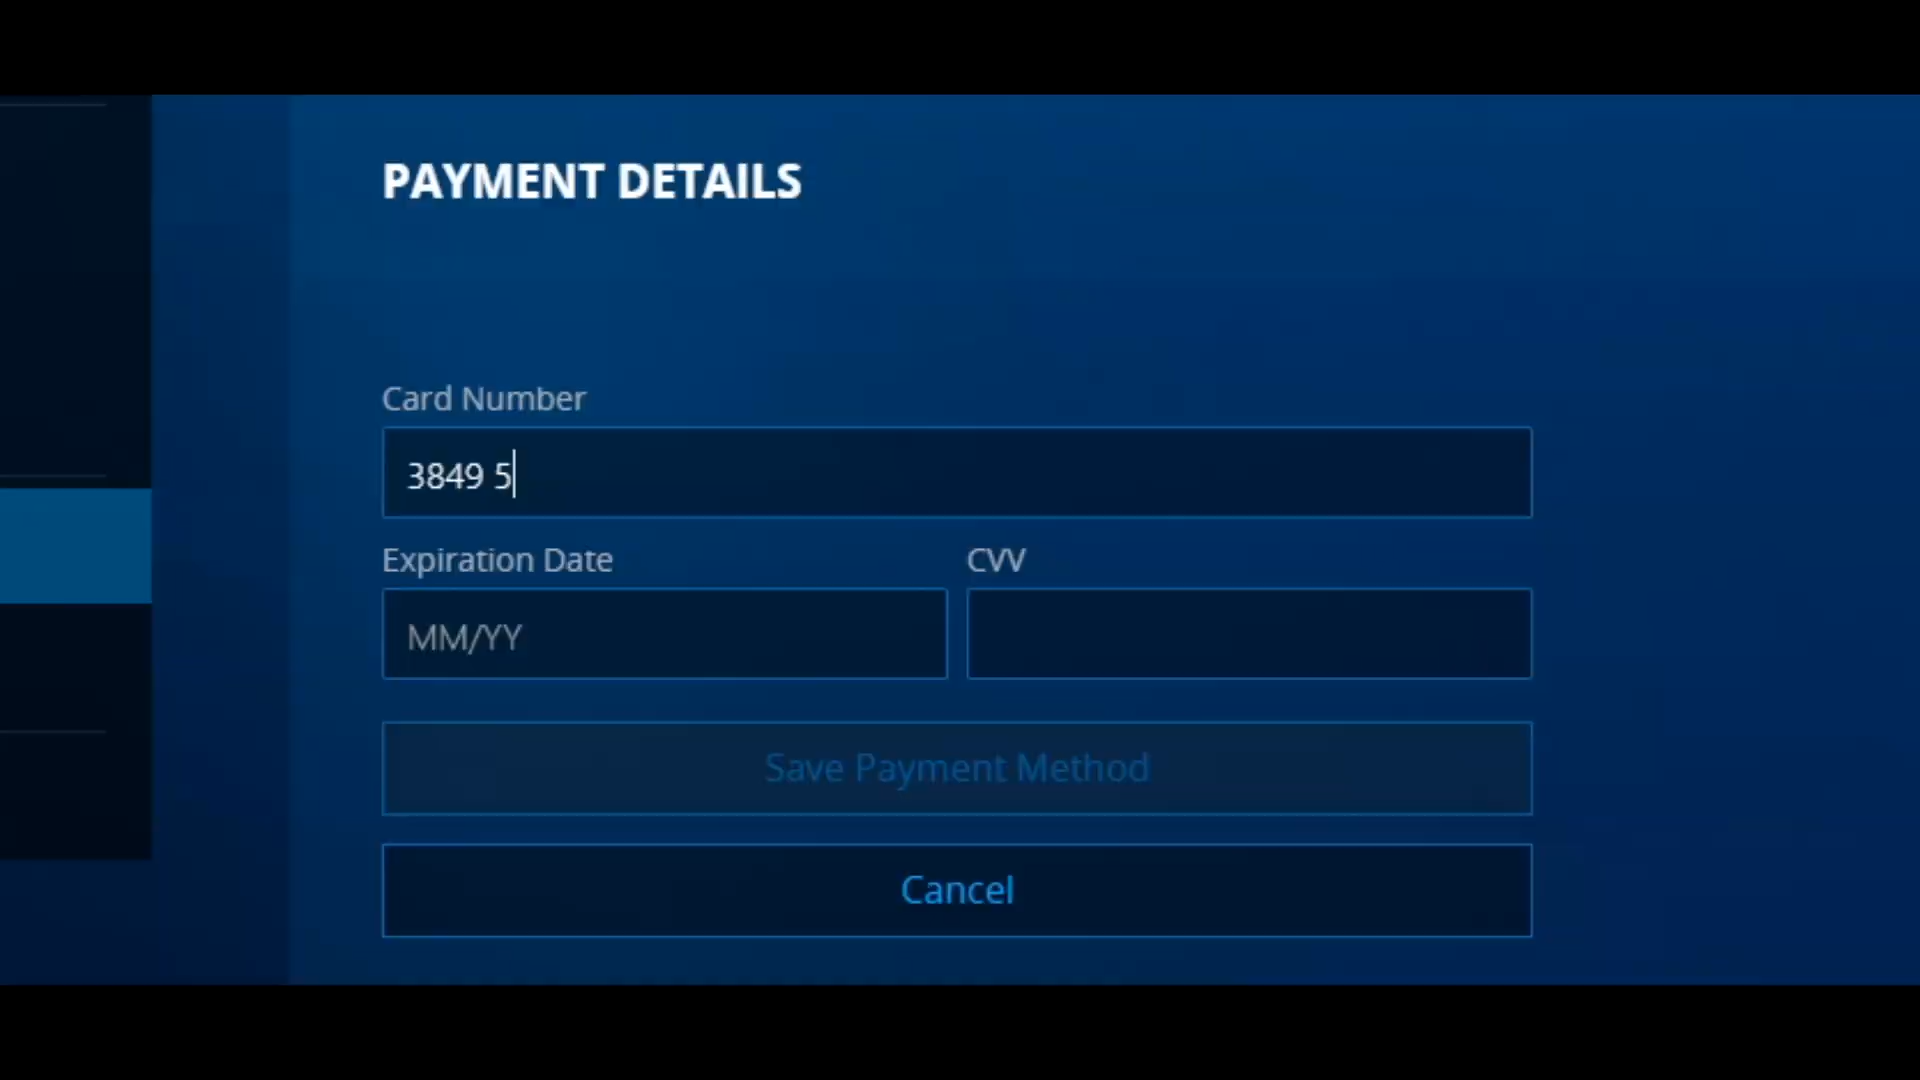 PAYMENT DETAILS
Card Number
3849 5
Expiration Date
CVV
MM/YY
Save Payment Method
Cancel